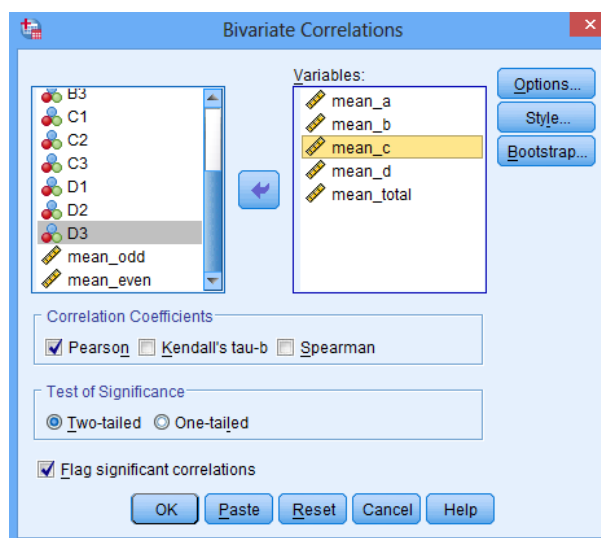 Bivariate Correlations
Variables:
B3
C1
C2
C3
D1
D2
D3
mean_odd
mean_even
mean_a
mean_b
mean_c
mean_d
mean_total
Options...
Style...
Bootstrap...
Correlation Coefficients
Pearson Kendall's tau-b Spearman
Test of Significance
Two-tailed One-tailed
Flag significant correlations
OK Paste Reset Cancel Help